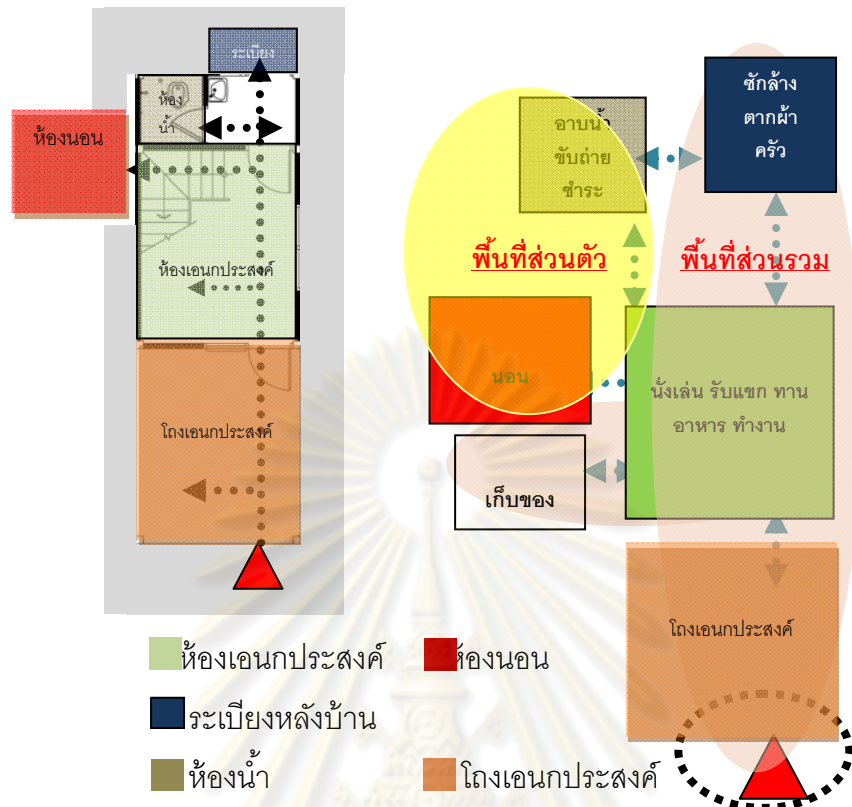 ระเบียง
ห้อง
น้ำ
ห้องนอน
ห้องเอนกประสงค์
โถงเอนกประสงค์
ซักล้าง
ตากผ้า
ครัว
อาบน้ำ
ขับถ่าย
ชำระ
พื้นที่ส่วนตัว
พื้นที่ส่วนรวม
นอน
นั่งเล่น รับแขก ทาน
อาหาร ทำงาน
เก็บของ
โถงเอนกประสงค์
ห้องเอนกประสงค์
ห้องนอน
ระเบียงหลังบ้าน
ห้องน้ำ
โถงเอนกประสงค์